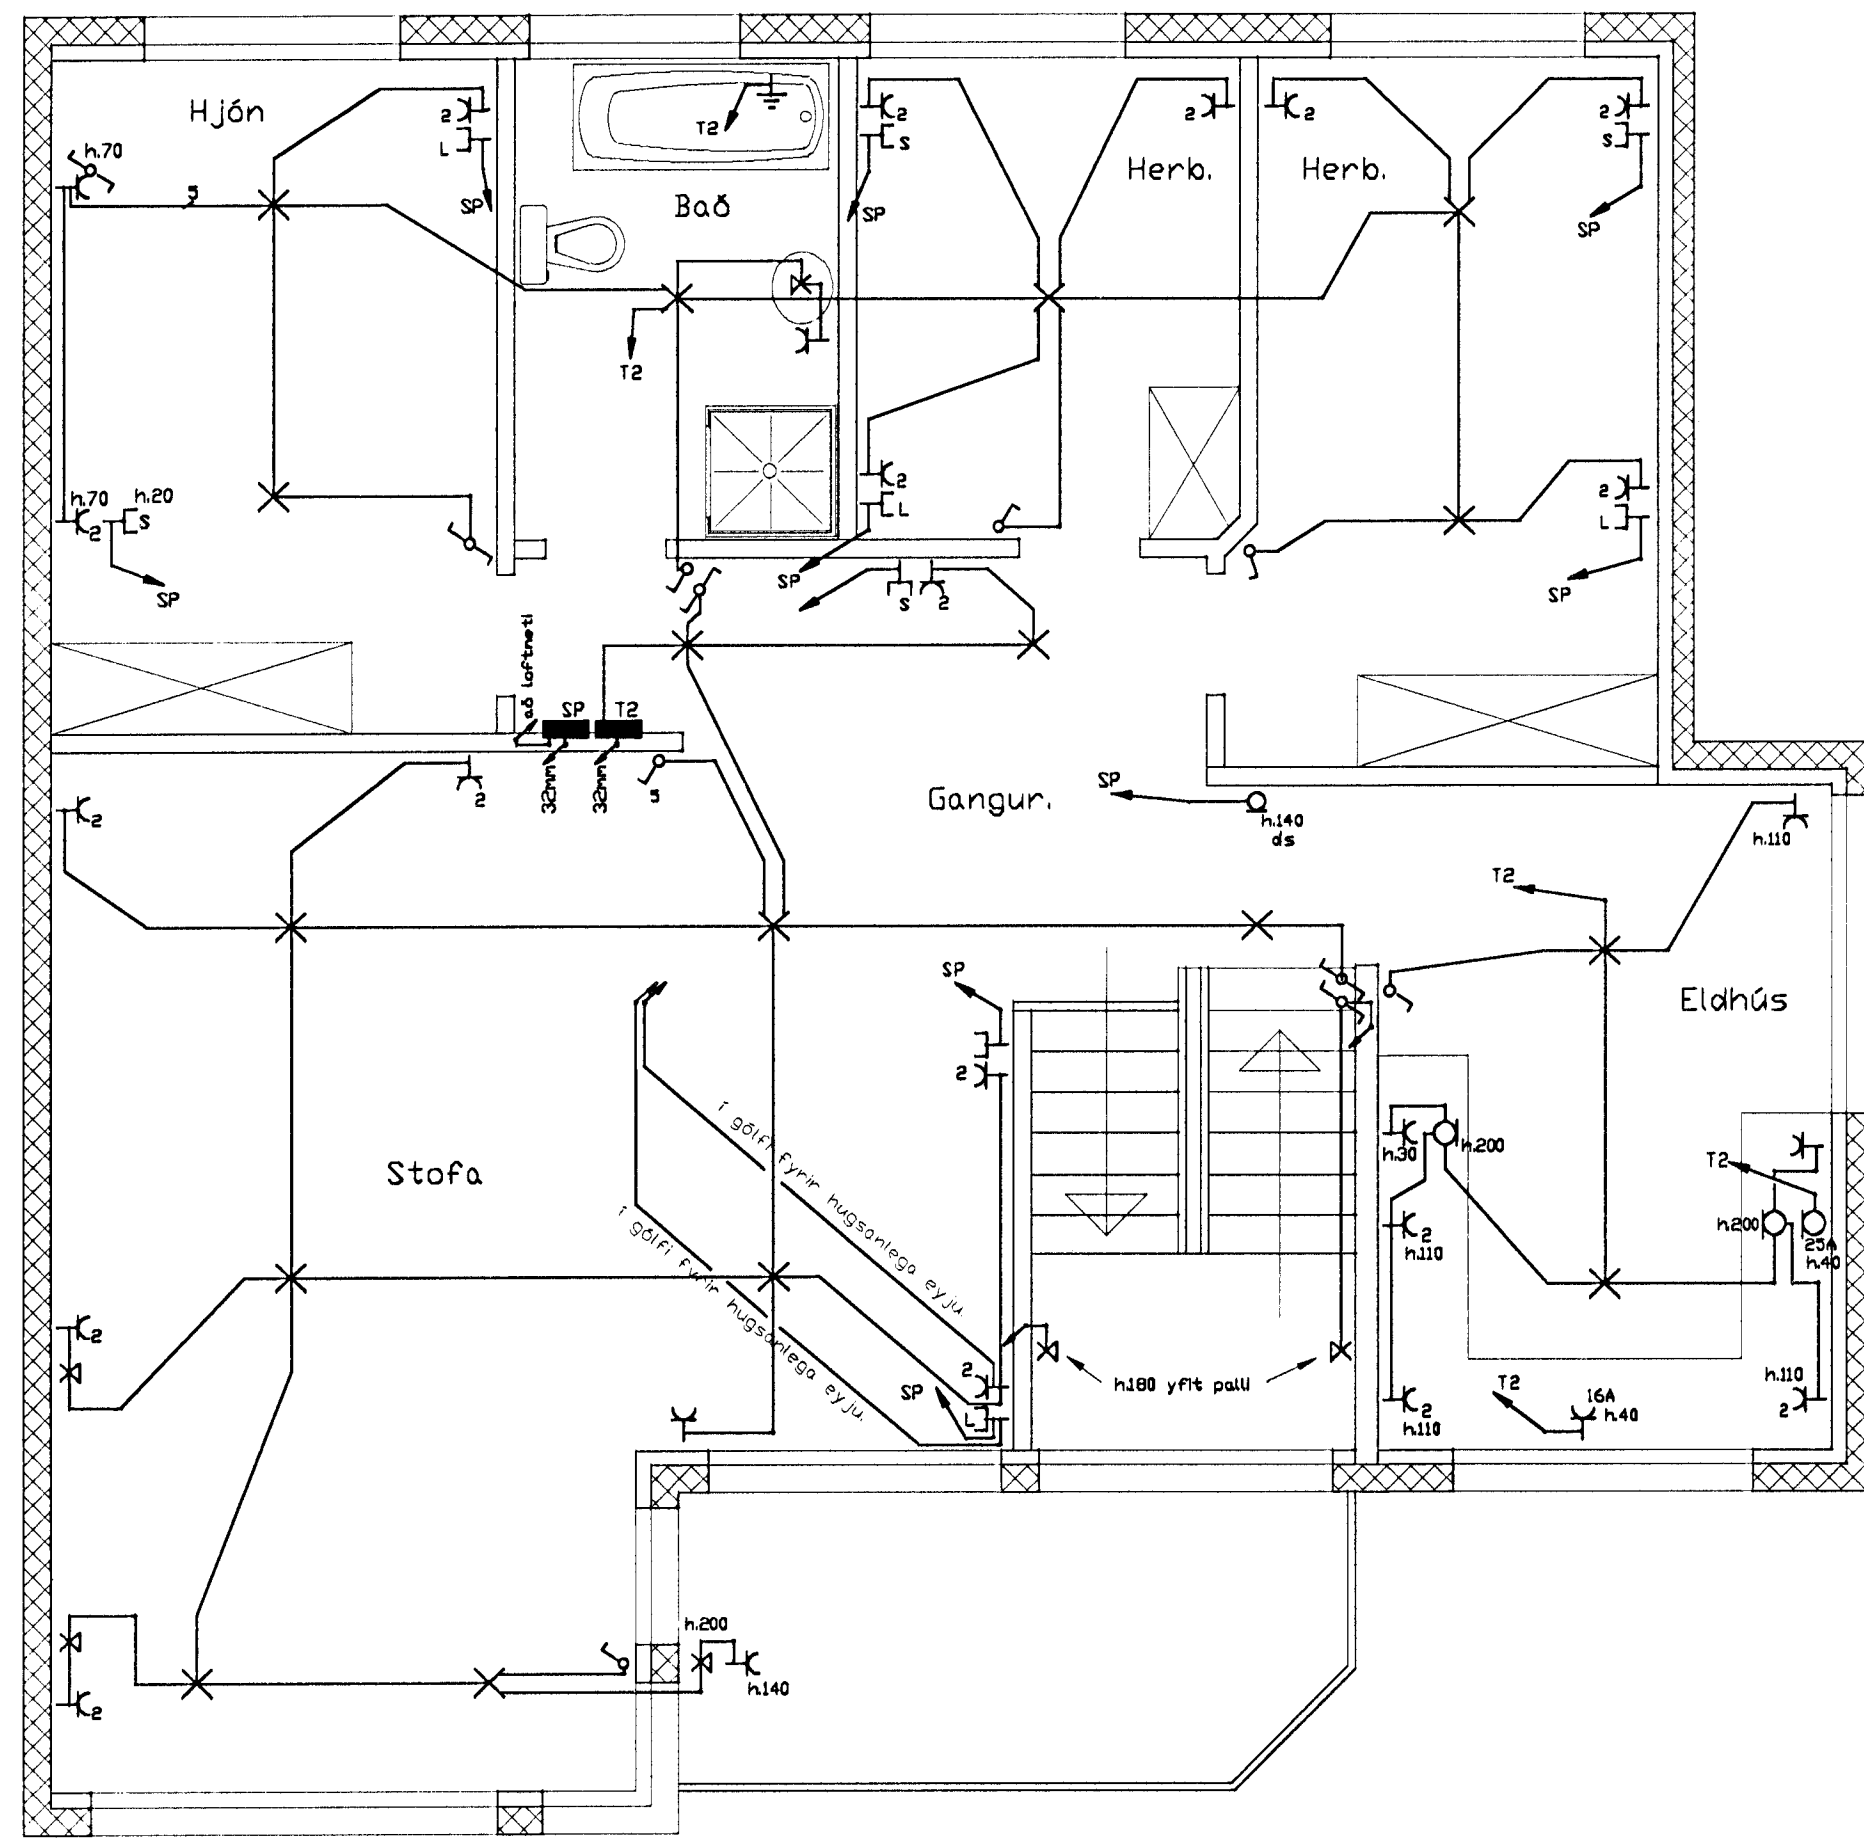 Hjón
2
L
SP
h.70
5
T2
Bað
T2
2
S
SP
Herb.
2
Herb.
2
2
S
SP
h.70
2
h.20
S
SP
2
L
SP
S
2
2
L
SP
að loftneti
SP
T2
32mm
32mm
5
2
2
Gangur.
SP
h.140
ds
h.110
T2
Eldhús
SP
2
í gólfi fyrir hugsanlega eyju.
í gólfi fyrir hugsanlega eyju.
Stofa
h.30
h.200
2
h.110
T2
h.200
25A
h.40
2
2
SP
L
h.180 yfit palli
2
h.110
T2
16A
h.40
h.110
2
h.200
h.140
2